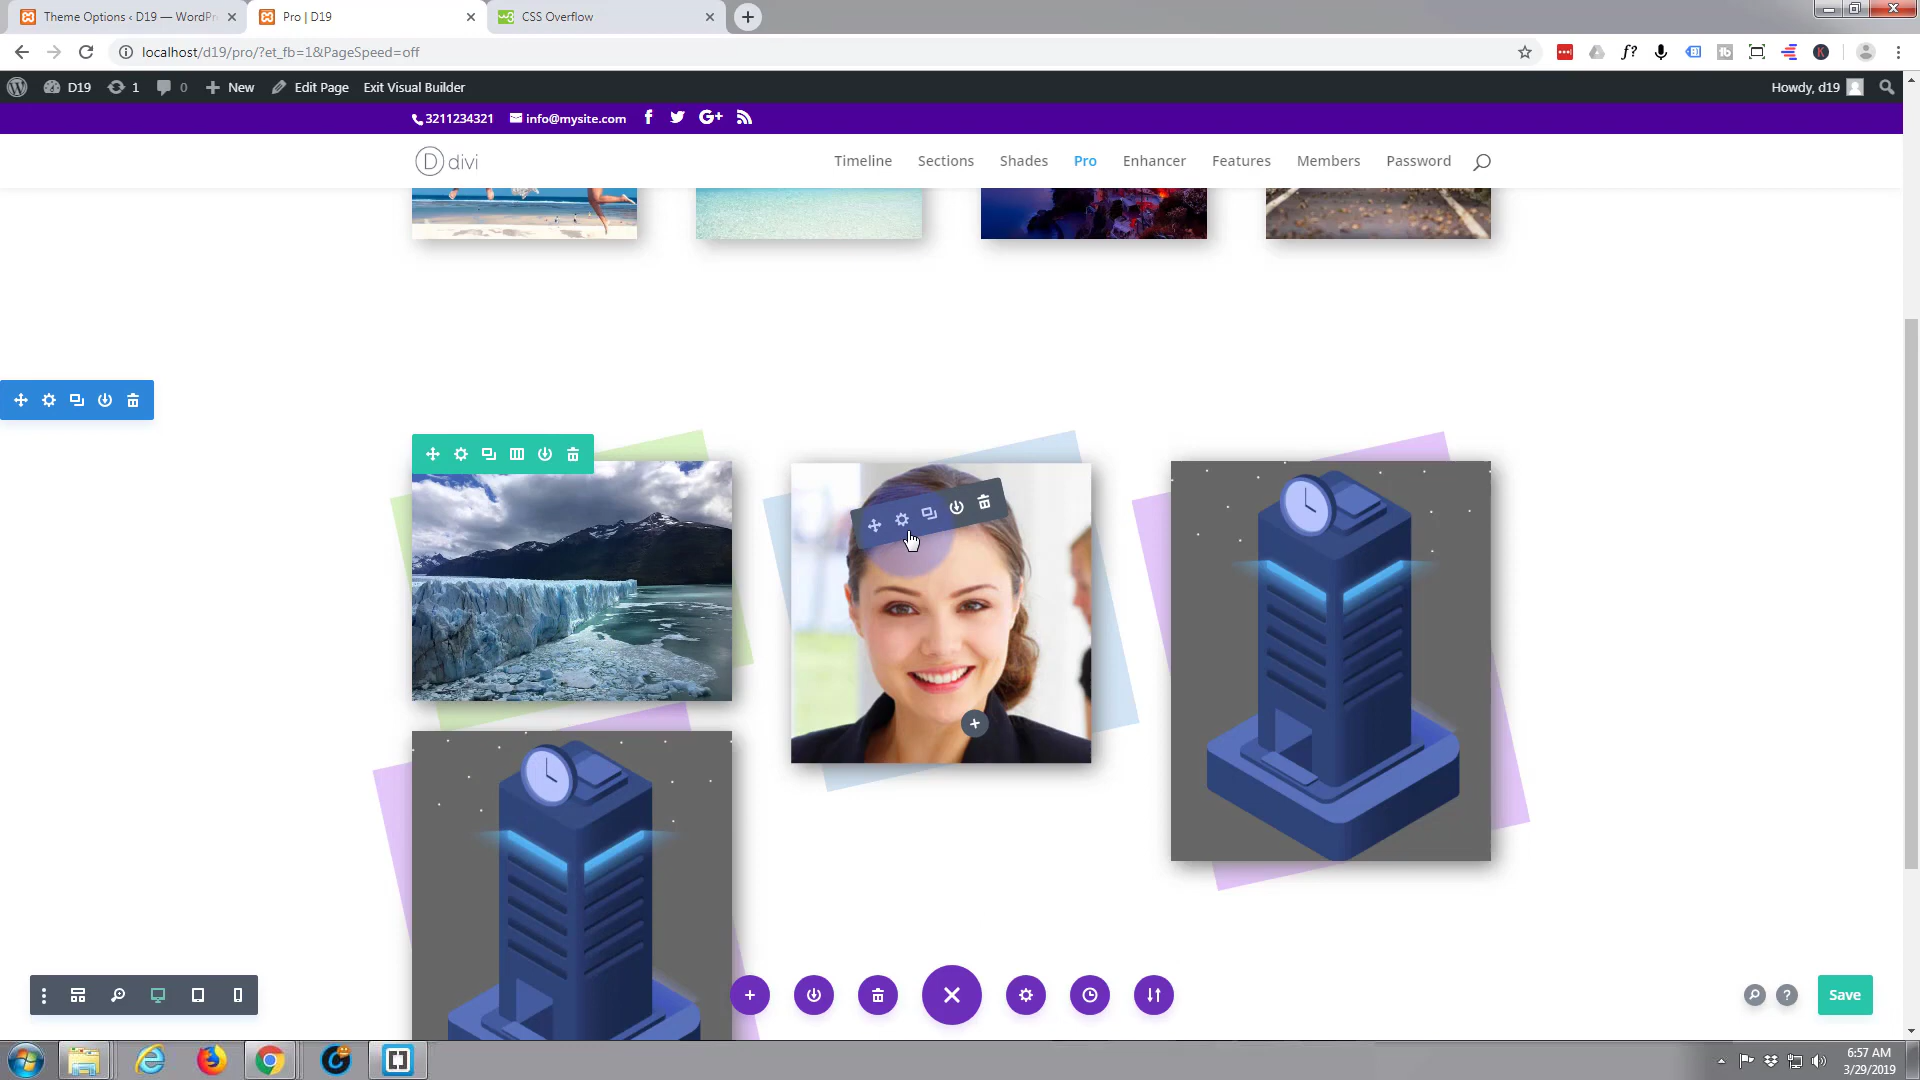 Theme Options ‹ D19 — WordPr
Pro | D19
CSS Overflow
localhost/d19/pro/?et_fb=1&PageSpeed=off
f?
K
D19
1
0
New
Edit Page
Exit Visual Builder
Howdy, d19
3211234321
info@mysite.com
D divi
Timeline
Sections
Shades
Pro
Enhancer
Features
Members
Password
?
Save
6:57 AM
3/29/2019